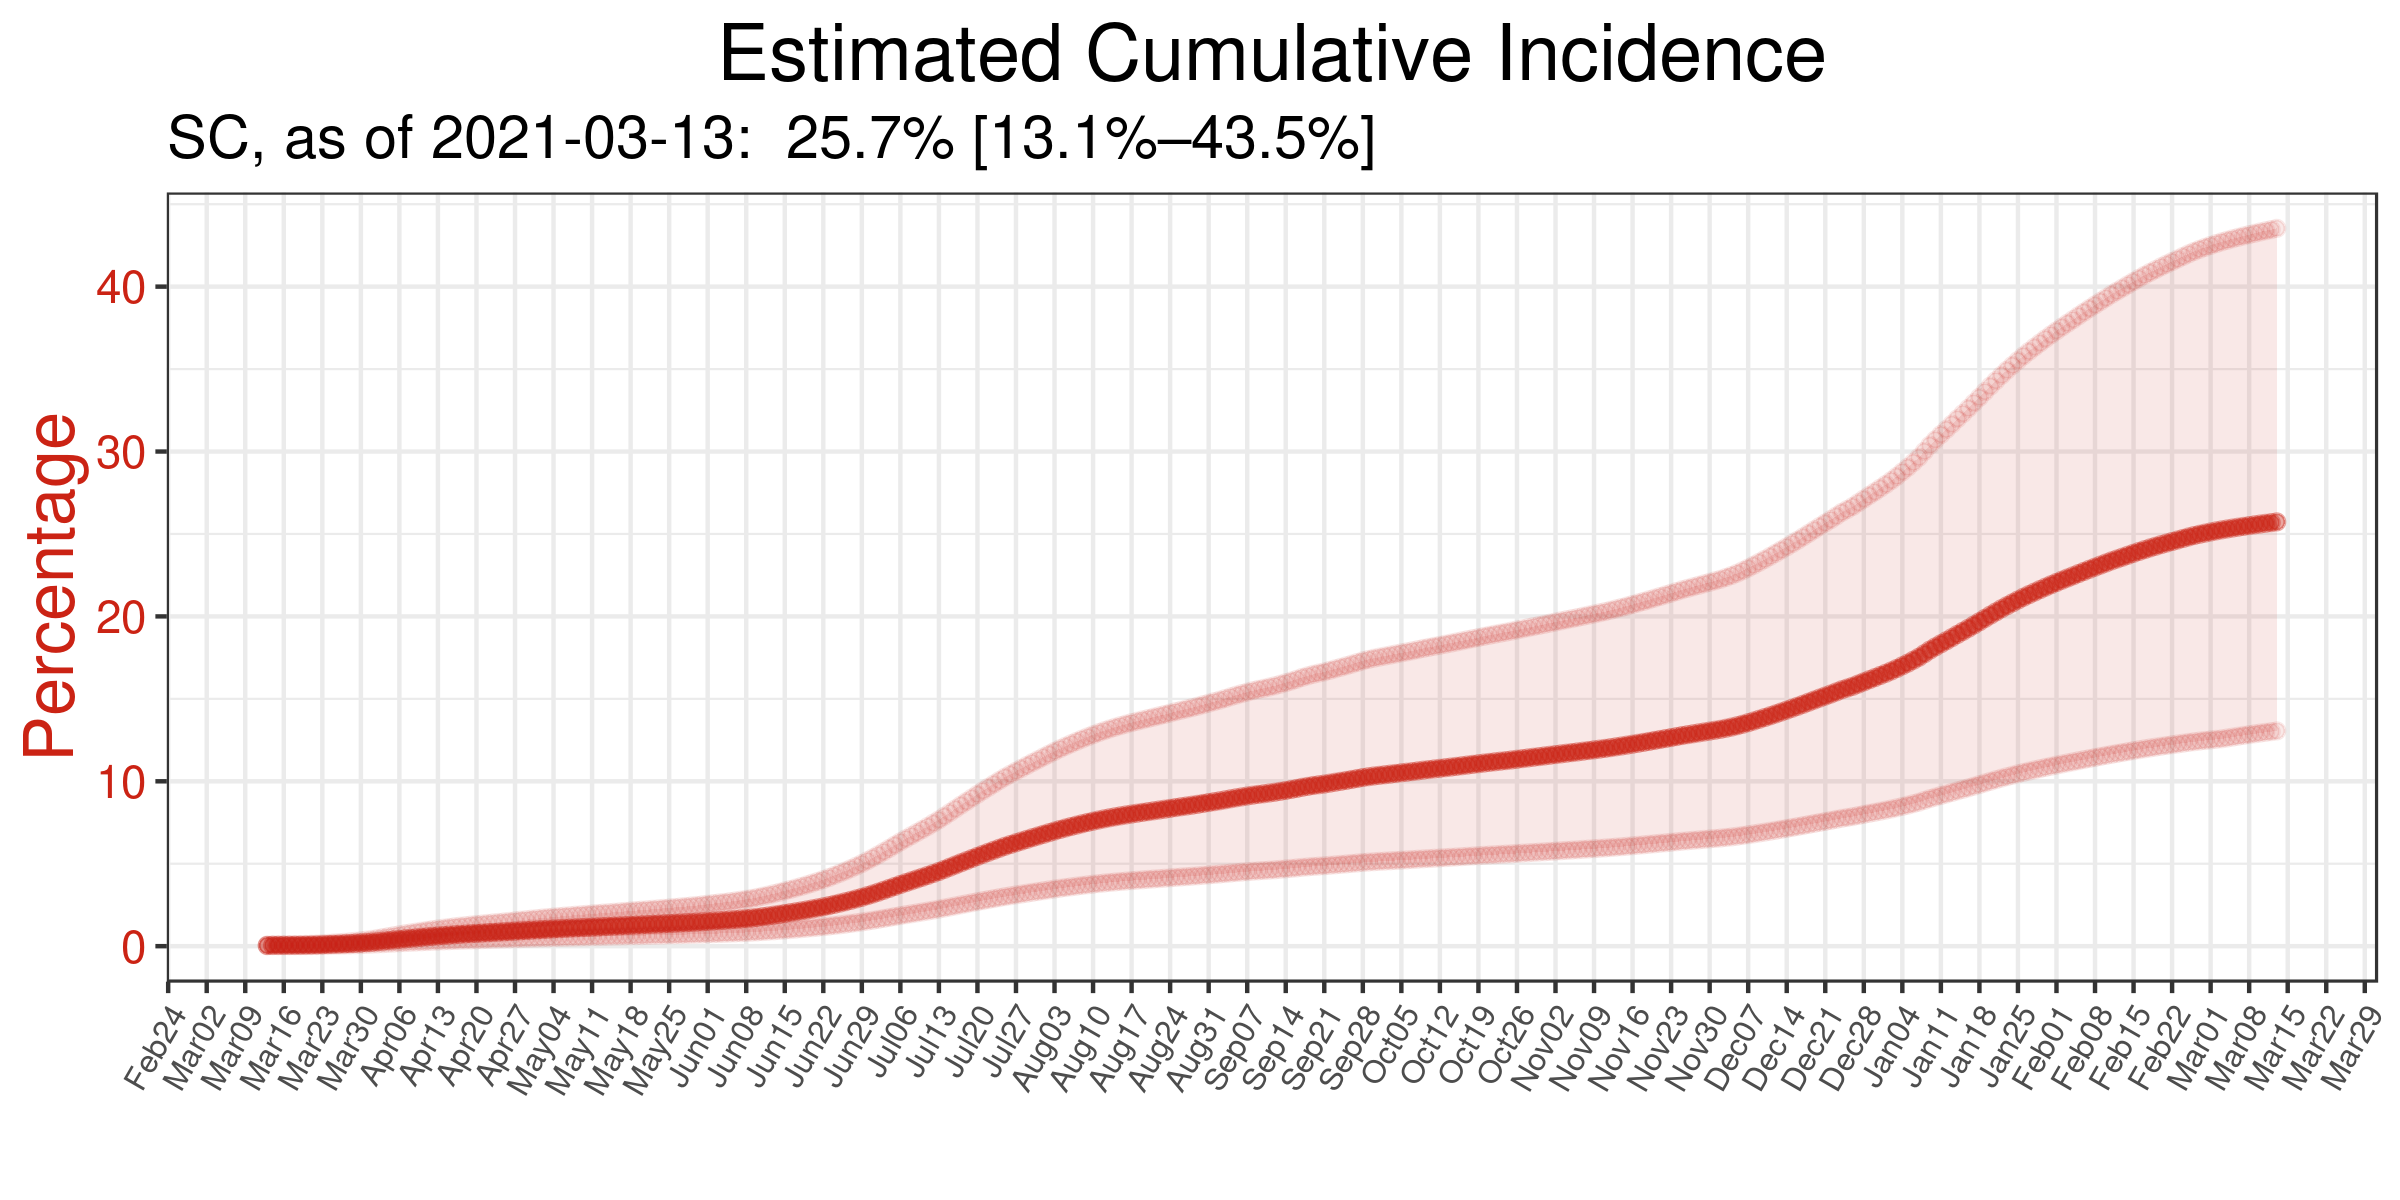 Estimated Cumulative Incidence
SC, as of 2021-03-13:  25.7% [13.1%–43.5%]
Percentage
40
30
20
10
0
Feb24
Mar02
Mar09
Mar16
Mar23
Mar30
Apr06
Apr13
Apr20
Apr27
May04
May11
May18
May25
Jun01
Jun08
Jun15
Jun22
Jun29
Jul06
Jul13
Jul20
Jul27
Aug03
Aug10
Aug17
Aug24
Aug31
Sep07
Sep14
Sep21
Sep28
Oct05
Oct12
Oct19
Oct26
Nov02
Nov09
Nov16
Nov23
Nov30
Dec07
Dec14
Dec21
Dec28
Jan04
Jan11
Jan18
Jan25
Feb01
Feb08
Feb15
Feb22
Mar01
Mar08
Mar15
Mar22
Mar29